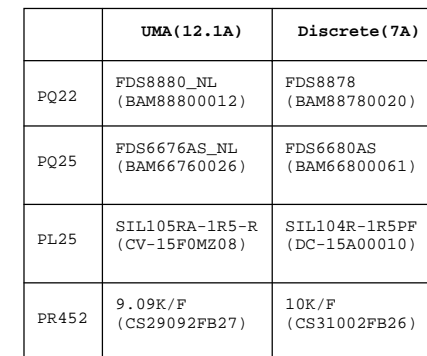 UMA(12.1A) Discrete(7A)
PQ22 FDS8880_NL FDS8878
(BAM88800012) (BAM88780020)
PQ25 FDS6676AS_NL FDS6680AS
(BAM66760026) (BAM66800061)
PL25 SIL105RA-1R5-R SIL104R-1R5PF
(CV-15F0MZ08) (DC-15A00010)
PR452 9.09K/F 10K/F
(CS29092FB27) (CS31002FB26)